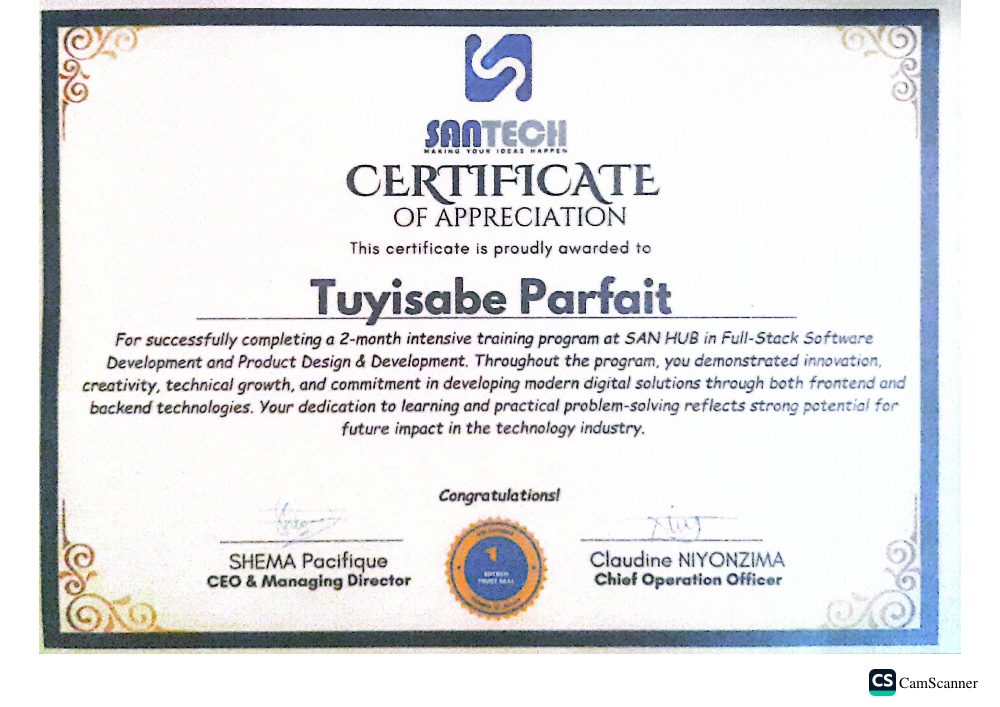 SANTECH
MAKING YOUR IDEAS HAPPEN
CERTIFICATE
OF APPRECIATION
This certificate is proudly awarded to
Tuyisabe Parfait
For successfully completing a 2-month intensive training program at SAN HUB in Full-Stack Software
Development and Product Design & Development. Throughout the program, you demonstrated innovation,
creativity, technical growth, and commitment in developing modern digital solutions through both frontend and
backend technologies. Your dedication to learning and practical problem-solving reflects strong potential for
future impact in the technology industry.
Congratulations!
SHEMA Pacifique
CEO & Managing Director
1
TRUST SEAL
Claudine NIYONZIMA
Chief Operation Officer
CS CamScanner